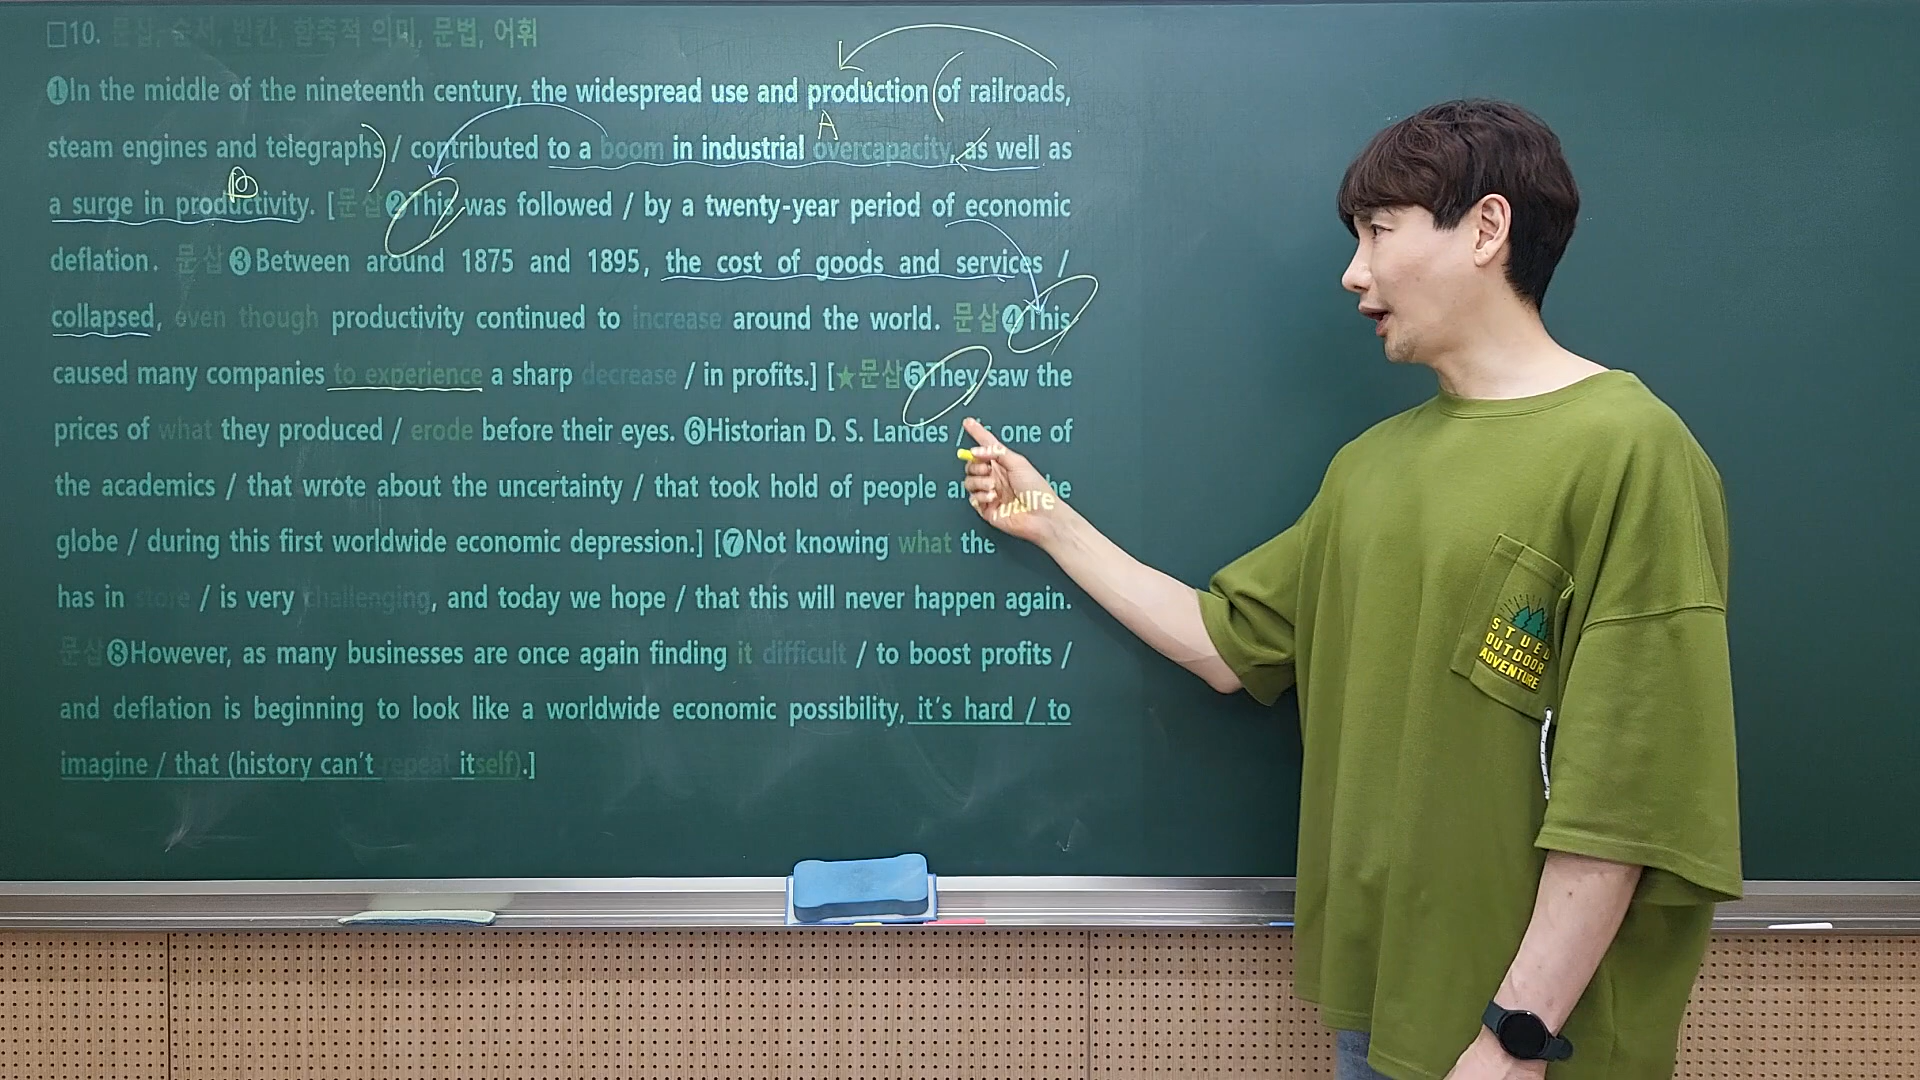 □10. 문삽, 순서, 빈칸, 함축적 의미, 문법, 어휘
❶In the middle of the nineteenth century, the widespread use and production of railroads,
A
steam engines and telegraphs / contributed to a boom in industrial overcapacity, as well as
B
a surge in productivity. [문삽❷This was followed / by a twenty-year period of economic
deflation. 문삽❸Between around 1875 and 1895, the cost of goods and services /
collapsed, even though productivity continued to increase around the world. 문삽❹This
caused many companies to experience a sharp decrease / in profits.] [★문삽❺They saw the
prices of what they produced / erode before their eyes. ❻Historian D. S. Landes / is one of
the academics / that wrote about the uncertainty / that took hold of people the
globe / during this first worldwide economic depression.] [❼Not knowing what the future
has in store / is very challenging, and today we hope / that this will never happen again.
문삽❽However, as many businesses are once again finding it difficult / to boost profits /
and deflation is beginning to look like a worldwide economic possibility, it's hard / to
imagine / that (history can't repeat itself).]
STUED
OUTDOOR
ADVENTURE